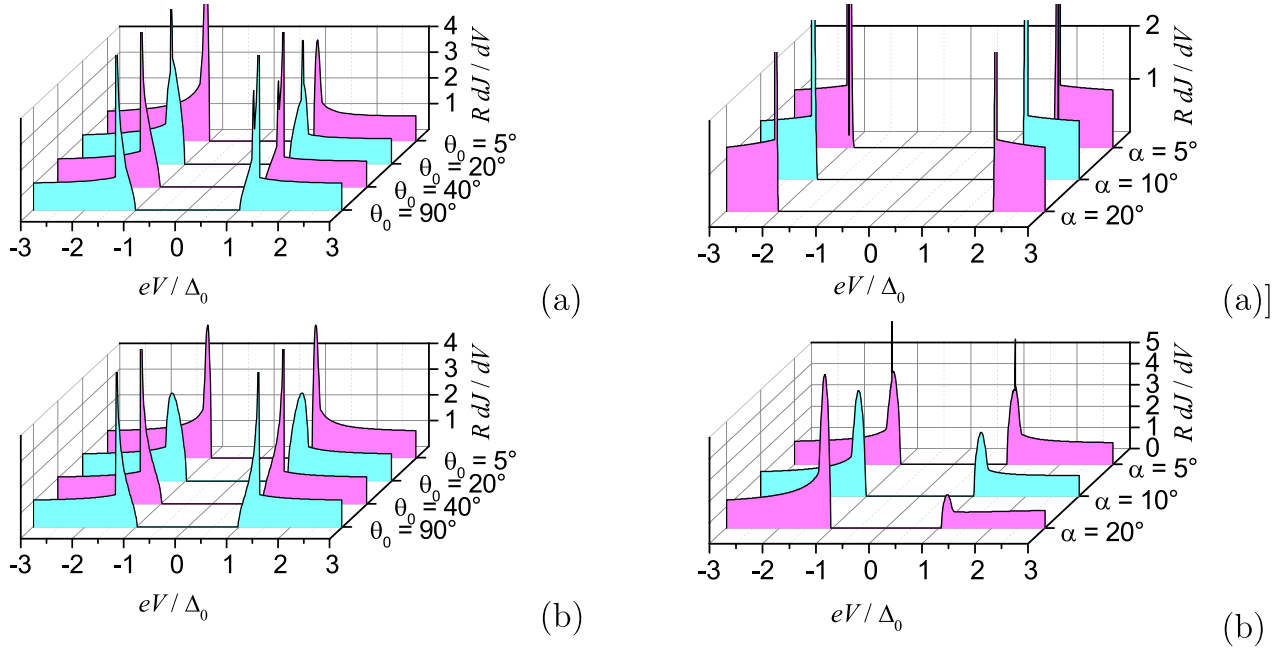 4
3
2
1
R dJ / dV
θ₀ = 5°
θ₀ = 20°
θ₀ = 40°
θ₀ = 90°
-3 -2 -1 0 1 2 3
eV / Δ₀
(a)
2
1
R dJ / dV
α = 5°
α = 10°
α = 20°
-3 -2 -1 0 1 2 3
eV / Δ₀
(a)]
4
3
2
1
R dJ / dV
θ₀ = 5°
θ₀ = 20°
θ₀ = 40°
θ₀ = 90°
-3 -2 -1 0 1 2 3
eV / Δ₀
(b)
5
4
3
2
1
0
R dJ / dV
α = 5°
α = 10°
α = 20°
-3 -2 -1 0 1 2 3
eV / Δ₀
(b)